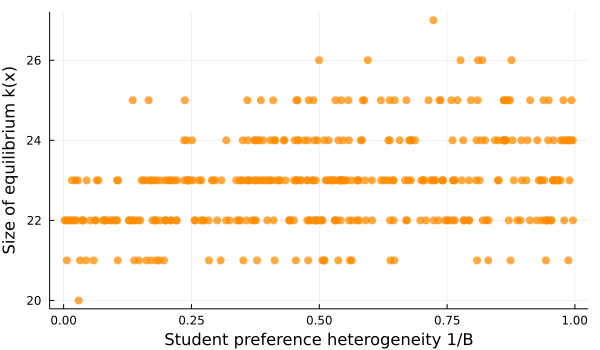 Size of equilibrium k(x)
26
24
22
20
0.00 0.25 0.50 0.75 1.00
Student preference heterogeneity 1/B